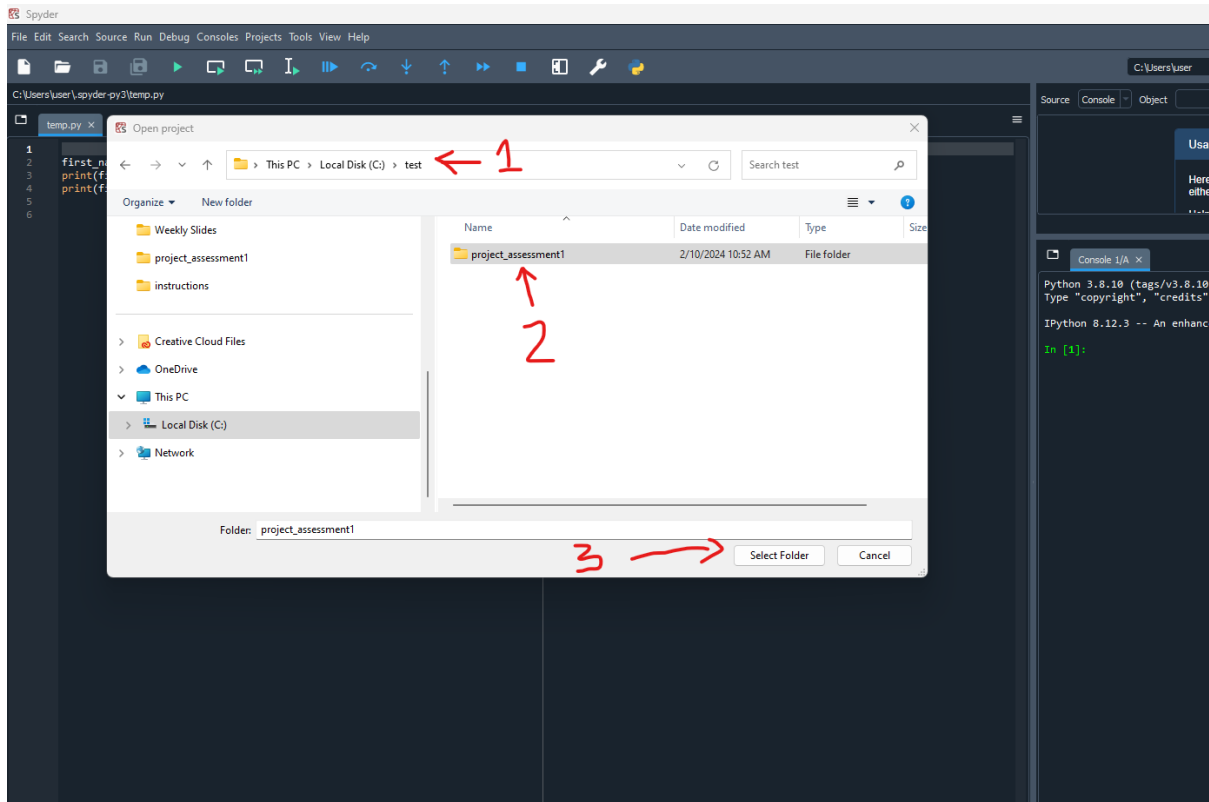 Spyder
File Edit Search Source Run Debug Consoles Projects Tools View Help
C:\Users\user
C:\Users\user\.spyder-py3\temp.py
Source Console Object
temp.py
Open project
1
2 first_na
3 print(f
4 print(f
5
6
This PC > Local Disk (C:) > test
1
Search test
Organize New folder
?
Weekly Slides
project_assessment1
instructions
Creative Cloud Files
OneDrive
This PC
Local Disk (C:)
Network
Name Date modified Type Size
project_assessment1 2/10/2024 10:52 AM File folder
2
Folder: project_assessment1
3
Select Folder Cancel
Usa
Here
eithe
Console 1/A
Python 3.8.10 (tags/v3.8.10
Type "copyright", "credits"
IPython 8.12.3 -- An enhanc
In [1]: